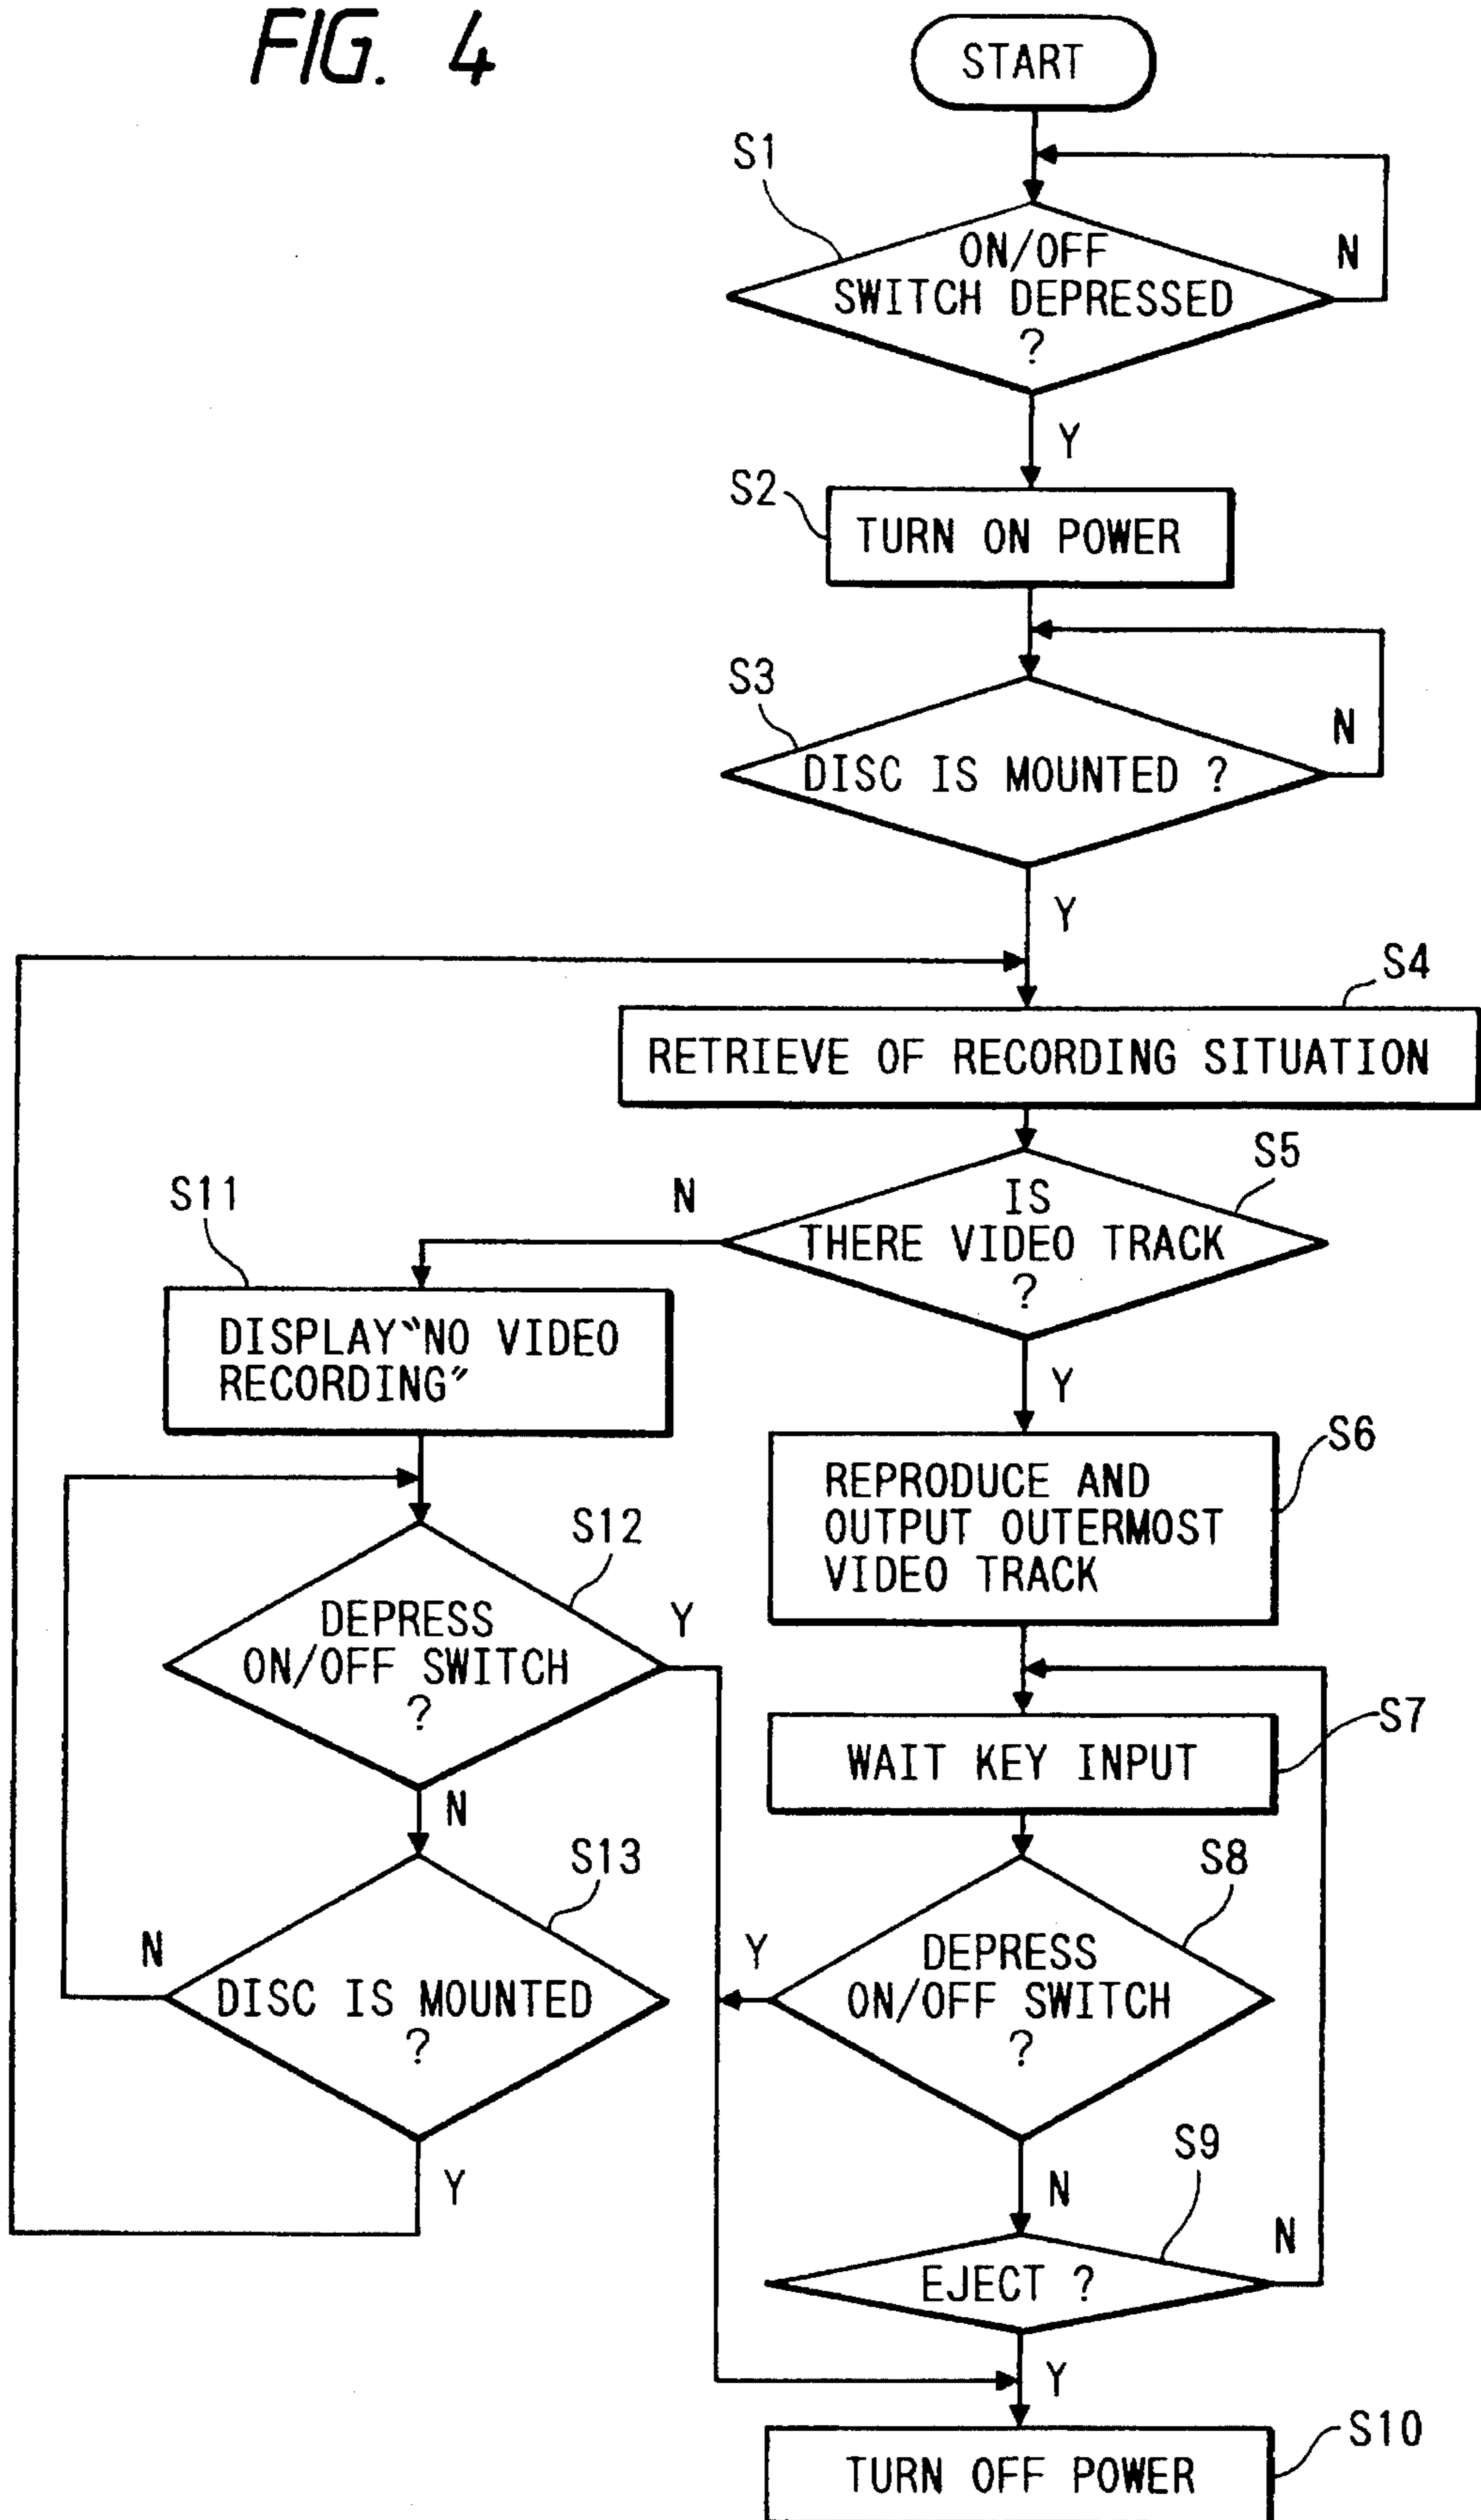 FIG. 4
START
S1
ON/OFF
SWITCH DEPRESSED
?
N
Y
S2
TURN ON POWER
S3
DISC IS MOUNTED ?
N
Y
S4
RETRIEVE OF RECORDING SITUATION
S5
IS
THERE VIDEO TRACK
?
N
Y
S11
DISPLAY "NO VIDEO
RECORDING"
S6
REPRODUCE AND
OUTPUT OUTERMOST
VIDEO TRACK
S12
DEPRESS
ON/OFF SWITCH
?
Y
N
S7
WAIT KEY INPUT
S13
DISC IS MOUNTED
?
N
Y
S8
DEPRESS
ON/OFF SWITCH
?
Y
N
S9
EJECT ?
N
Y
S10
TURN OFF POWER